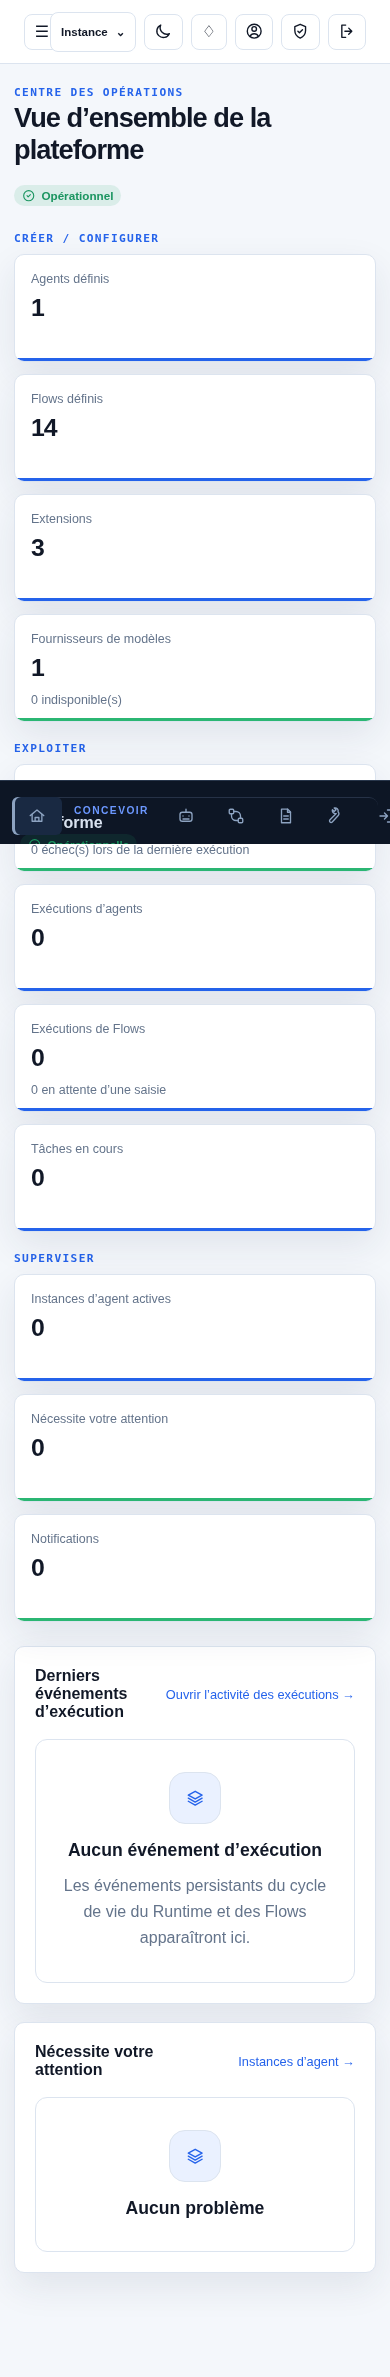 Instance
CENTRE DES OPÉRATIONS
Vue d’ensemble de la
plateforme
Opérationnel
CRÉER / CONFIGURER
Agents définis
1
Flows définis
14
Extensions
3
Fournisseurs de modèles
1
0 indisponible(s)
EXPLOITER
CONCEVOIR
0 échec(s) lors de la dernière exécution
Exécutions d’agents
0
Exécutions de Flows
0
0 en attente d’une saisie
Tâches en cours
0
SUPERVISER
Instances d’agent actives
0
Nécessite votre attention
0
Notifications
0
Derniers
événements
d’exécution
Ouvrir l’activité des exécutions →
Aucun événement d’exécution
Les événements persistants du cycle
de vie du Runtime et des Flows
apparaîtront ici.
Nécessite votre
attention
Instances d’agent →
Aucun problème